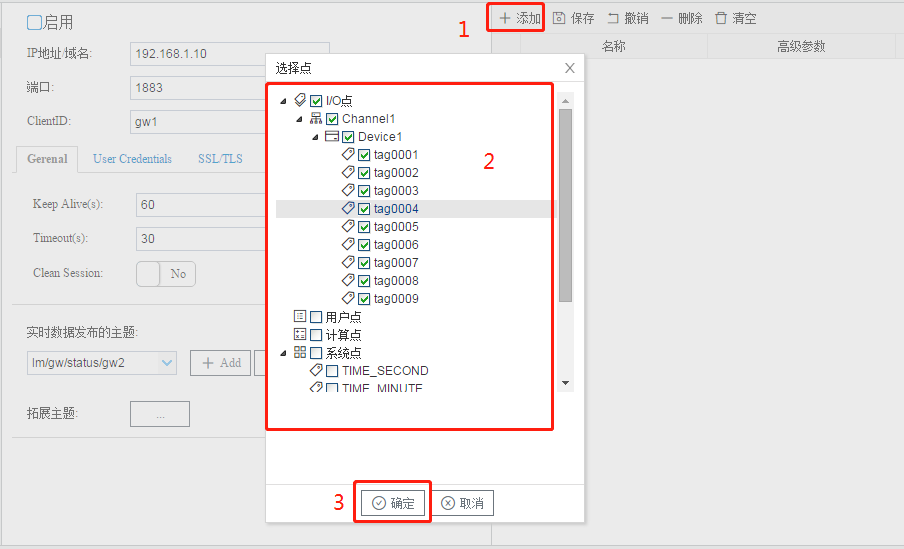 启用
IP地址/域名:
192.168.1.10
端口:
1883
ClientID:
gw1
Gerenal
User Credentials
SSL/TLS
Keep Alive(s):
60
Timeout(s):
30
Clean Session:
No
实时数据发布的主题:
lm/gw/status/gw2
Add
拓展主题:
...
1
添加
保存
撤销
删除
清空
名称
高级参数
选择点
I/O点
Channel1
Device1
tag0001
2
tag0002
tag0003
tag0004
tag0005
tag0006
tag0007
tag0008
tag0009
用户点
计算点
系统点
TIME_SECOND
TIME_MINUTE
3
确定
取消